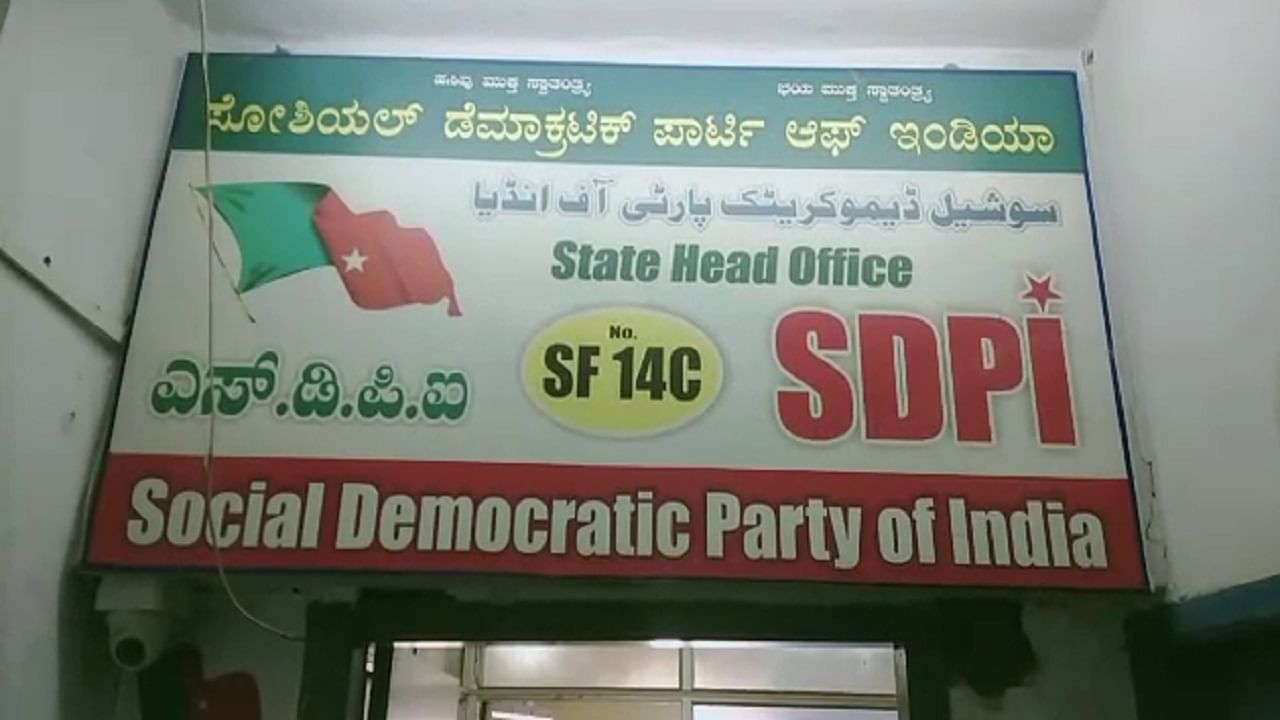 ಹಸಿವು ಮುಕ್ತ ಸ್ವಾತಂತ್ರ್ಯ ಭಯ ಮುಕ್ತ ಸ್ವಾತಂತ್ರ್ಯ
ಸೋಶಿಯಲ್ ಡೆಮಾಕ್ರಟಿಕ್ ಪಾರ್ಟಿ ಆಫ್ ಇಂಡಿಯಾ
سوشیل ڈیموکریٹک پارٹی آف انڈیا
State Head Office
No.
SF 14C
SDPI
ಎಸ್.ಡಿ.ಪಿ.ಐ
Social Democratic Party of India